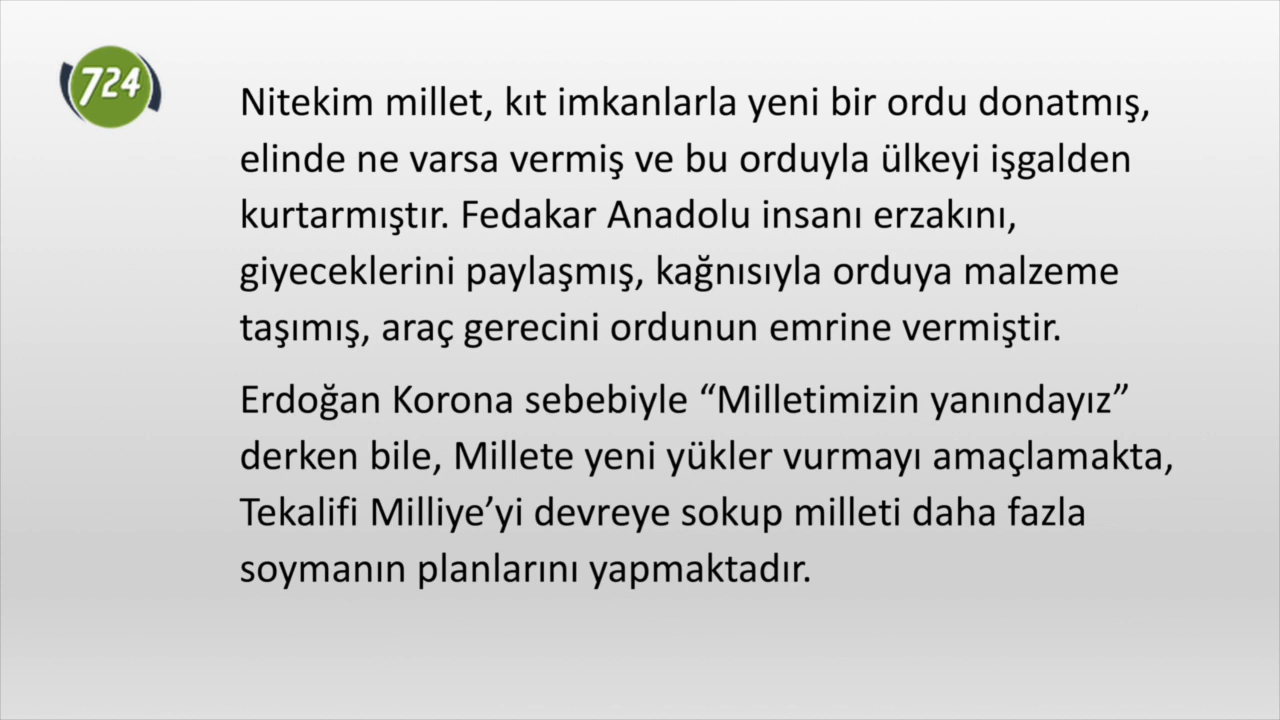 724
Nitekim millet, kıt imkanlarla yeni bir ordu donatmış,
elinde ne varsa vermiş ve bu orduyla ülkeyi işgalden
kurtarmıştır. Fedakar Anadolu insanı erzakını,
giyeceklerini paylaşmış, kağnısıyla orduya malzeme
taşımış, araç gerecini ordunun emrine vermiştir.
Erdoğan Korona sebebiyle “Milletimizin yanındayız”
derken bile, Millete yeni yükler vurmayı amaçlamakta,
Tekalifi Milliye’yi devreye sokup milleti daha fazla
soymanın planlarını yapmaktadır.